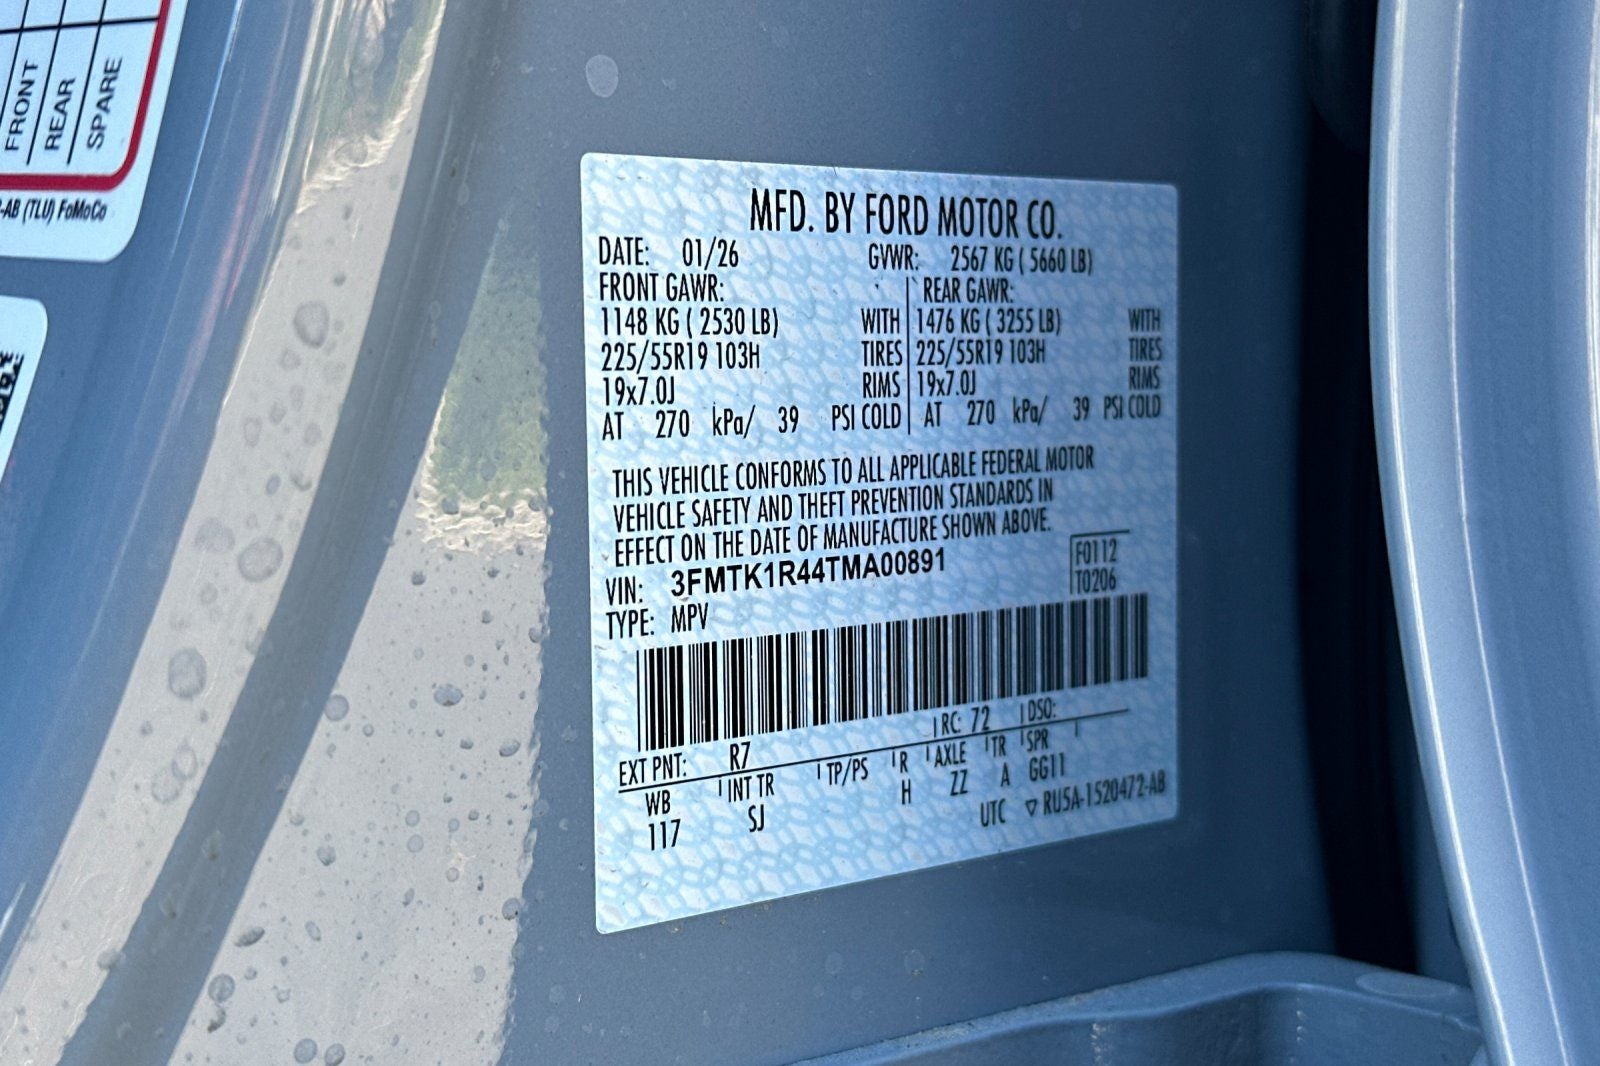 FRONT
REAR
SPARE
-AB (TLU) FoMoCo
MFD. BY FORD MOTOR CO.
DATE: 01/26 GVWR: 2567 KG ( 5660 LB)
FRONT GAWR: REAR GAWR:
1148 KG ( 2530 LB) WITH 1476 KG ( 3255 LB) WITH
225/55R19 103H TIRES 225/55R19 103H TIRES
19x7.0J RIMS 19x7.0J RIMS
AT 270 kPa/ 39 PSI COLD AT 270 kPa/ 39 PSI COLD
THIS VEHICLE CONFORMS TO ALL APPLICABLE FEDERAL MOTOR
VEHICLE SAFETY AND THEFT PREVENTION STANDARDS IN
EFFECT ON THE DATE OF MANUFACTURE SHOWN ABOVE.
VIN: 3FMTK1R44TMA00891 F0112
TYPE: MPV T0206
EXT PNT: R7 RC: 72 DSO:
WB INT TR TP/PS R AXLE TR SPR
117 SJ H ZZ A GG11
UTC ▽ RU5A-1520472-AB